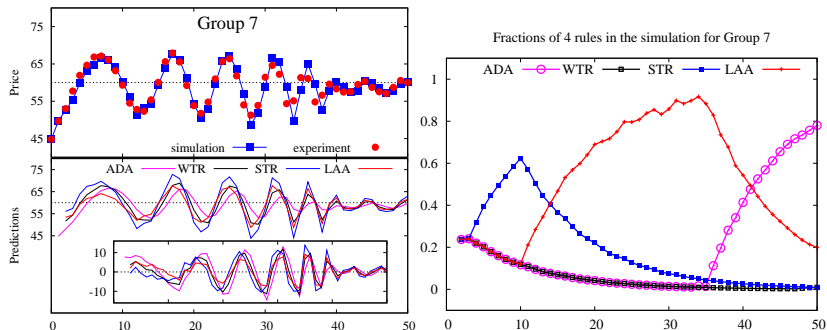 Group 7
75
65
55
45
Price
simulation experiment
75
65
55
45
Predictions
ADA WTR STR LAA
10
0
-10
0 10 20 30 40 50
Fractions of 4 rules in the simulation for Group 7
ADA WTR STR LAA
1
0.8
0.6
0.4
0.2
0
0 10 20 30 40 50